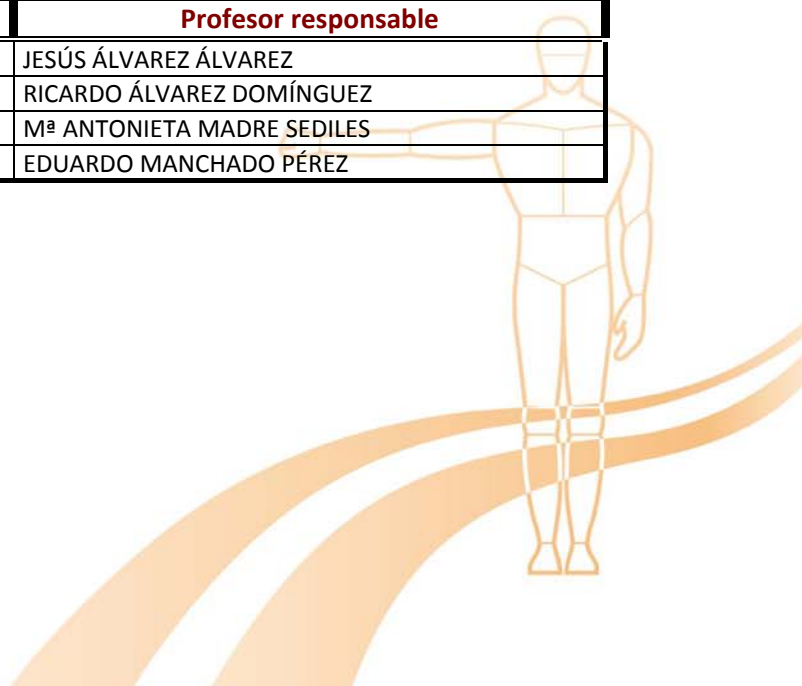 Profesor responsable
JESÚS ÁLVAREZ ÁLVAREZ
RICARDO ÁLVAREZ DOMÍNGUEZ
Mª ANTONIETA MADRE SEDILES
EDUARDO MANCHADO PÉREZ